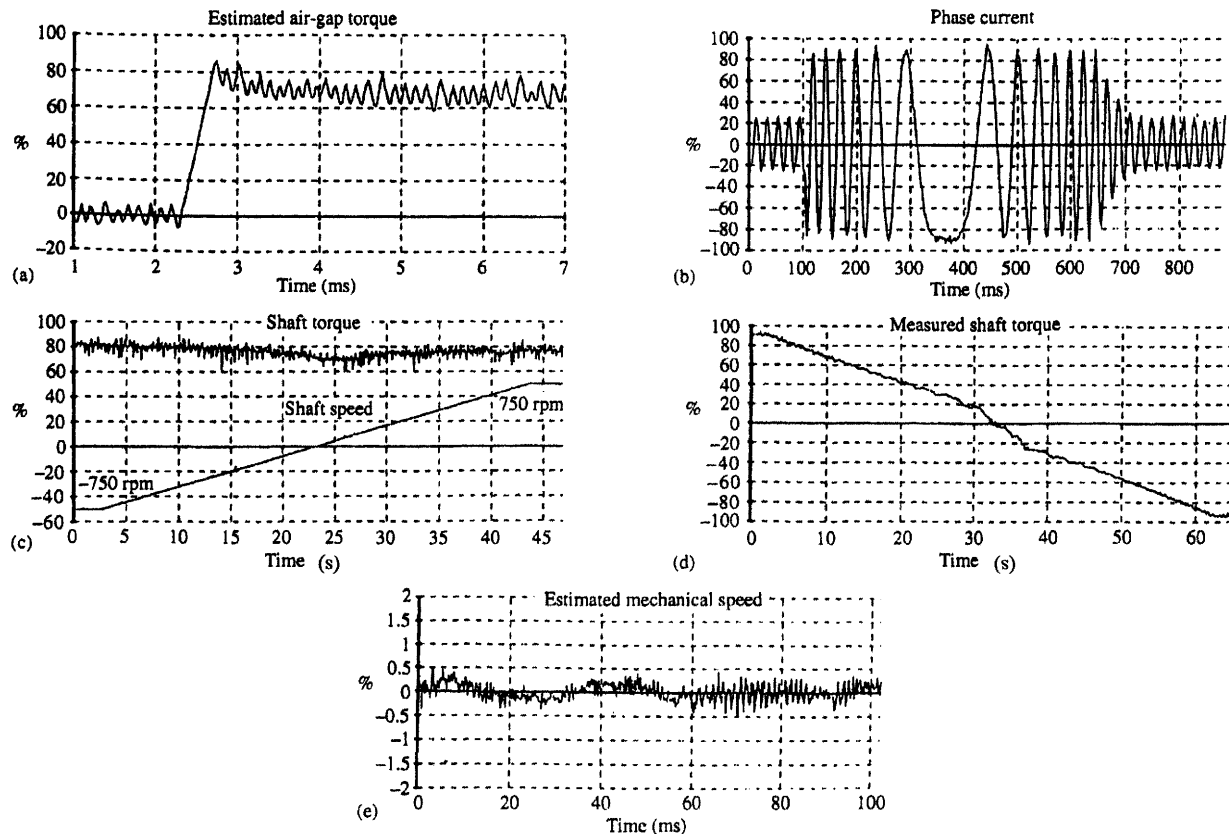 Estimated air-gap torque
100
80
60
%
40
20
0
−20
1 2 3 4 5 6 7
(a)
Time (ms)
Phase current
100
80
60
40
20
%
0
−20
−40
−60
−80
−100
0 100 200 300 400 500 600 700 800
(b)
Time (ms)
Shaft torque
100
80
60
40
%
20
0
−20
−40
−60
Shaft speed
750 rpm
−750 rpm
0 5 10 15 20 25 30 35 40 45
(c)
Time (s)
Measured shaft torque
100
80
60
40
%
20
0
−20
−40
−60
−80
−100
0 10 20 30 40 50 60
(d)
Time (s)
Estimated mechanical speed
2
1.5
1
0.5
%
0
−0.5
−1
−1.5
−2
0 20 40 60 80 100
(e)
Time (ms)